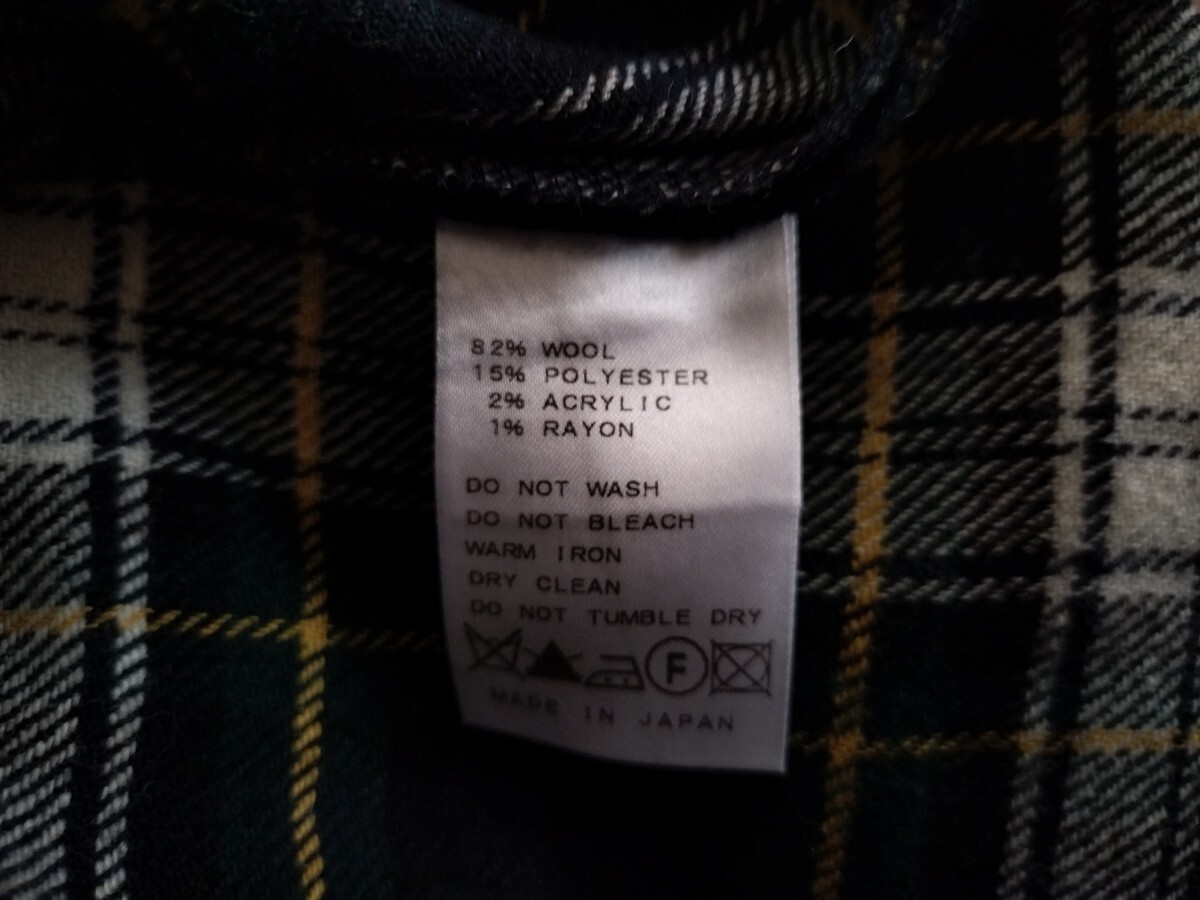 82% WOOL
15% POLYESTER
2% ACRYLIC
1% RAYON
DO NOT WASH
DO NOT BLEACH
WARM IRON
DRY CLEAN
DO NOT TUMBLE DRY
F
MADE IN JAPAN